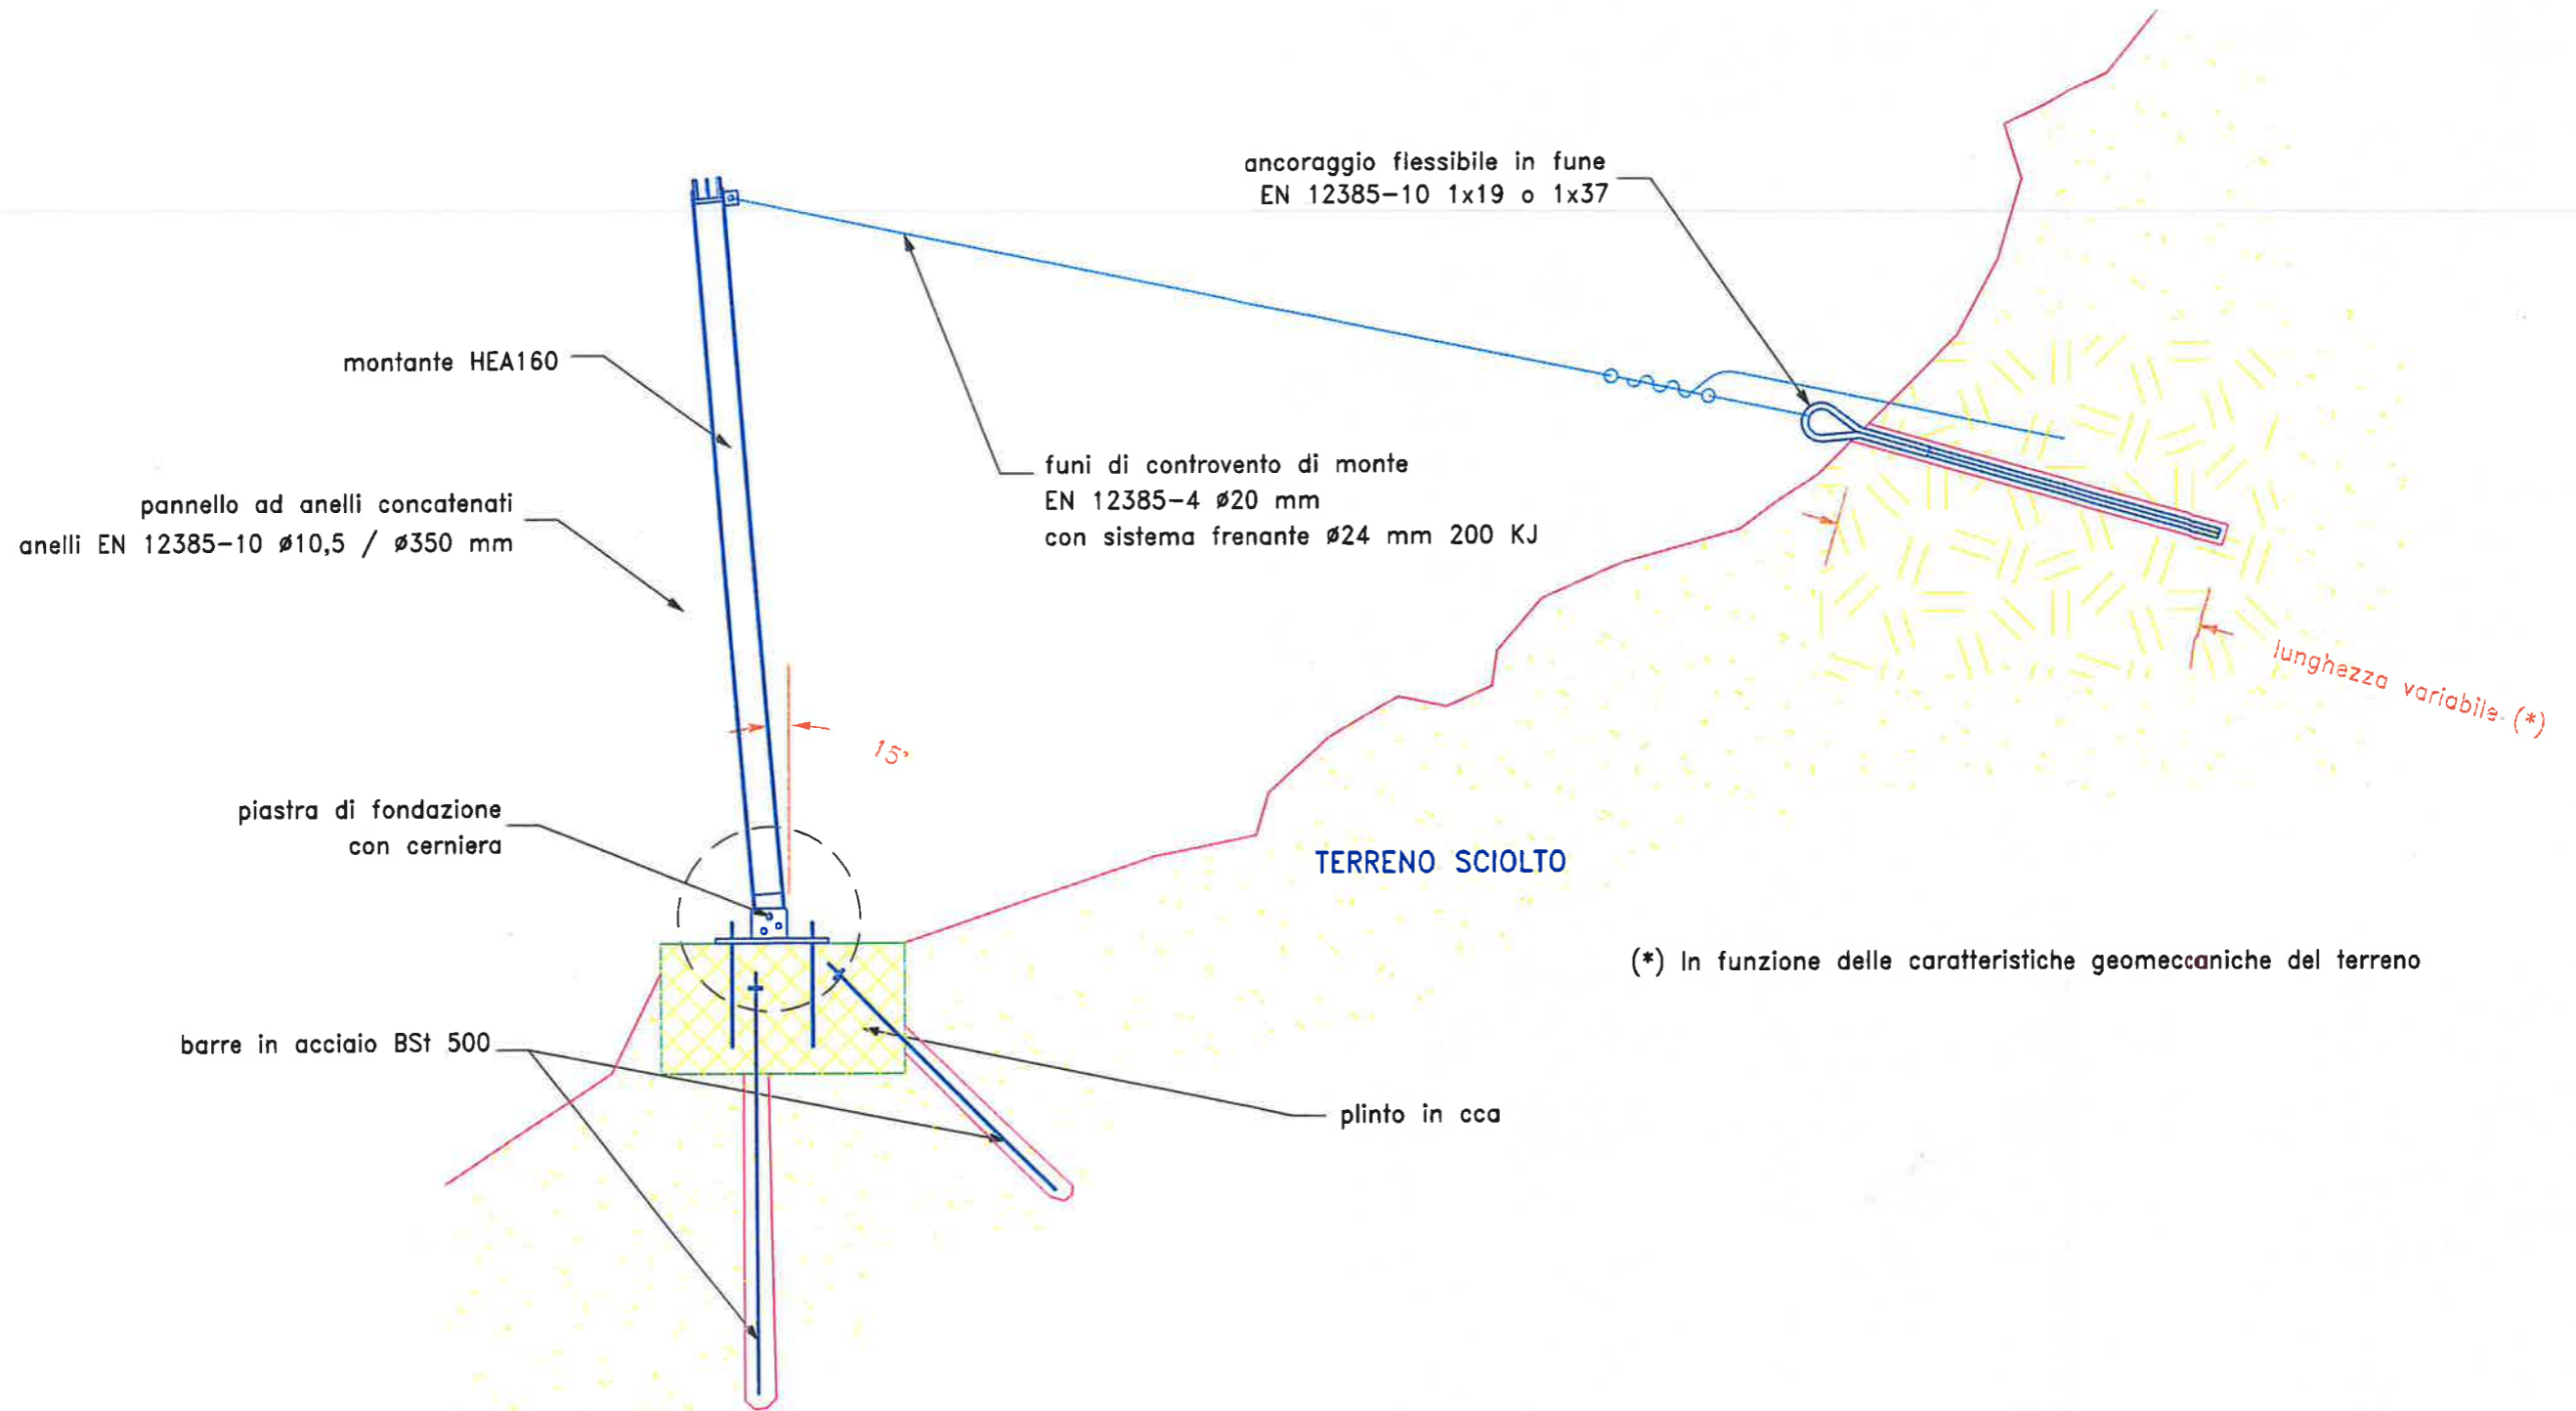 ancoraggio flessibile in fune
EN 12385-10 1x19 o 1x37
montante HEA160
funi di controvento di monte
EN 12385-4 ø20 mm
con sistema frenante ø24 mm 200 KJ
pannello ad anelli concatenati
anelli EN 12385-10 ø10,5 / ø350 mm
lunghezza variabile (*)
15°
piastra di fondazione
con cerniera
TERRENO SCIOLTO
(*) In funzione delle caratteristiche geomeccaniche del terreno
barre in acciaio BSt 500
plinto in cca